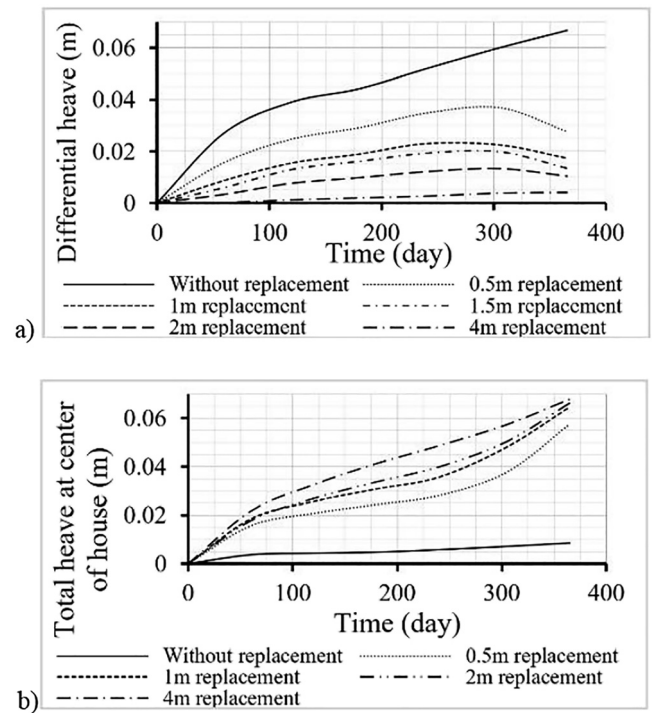 a)
Differential heave (m)
0.06
0.04
0.02
0
0 100 200 300 400
Time (day)
Without replacement 0.5m replacement
1m replacement 1.5m replacement
2m replacement 4m replacement
b)
Total heave at center
of house (m)
0.06
0.04
0.02
0
0 100 200 300 400
Time (day)
Without replacement 0.5m replacement
1m replacement 2m replacement
4m replacement